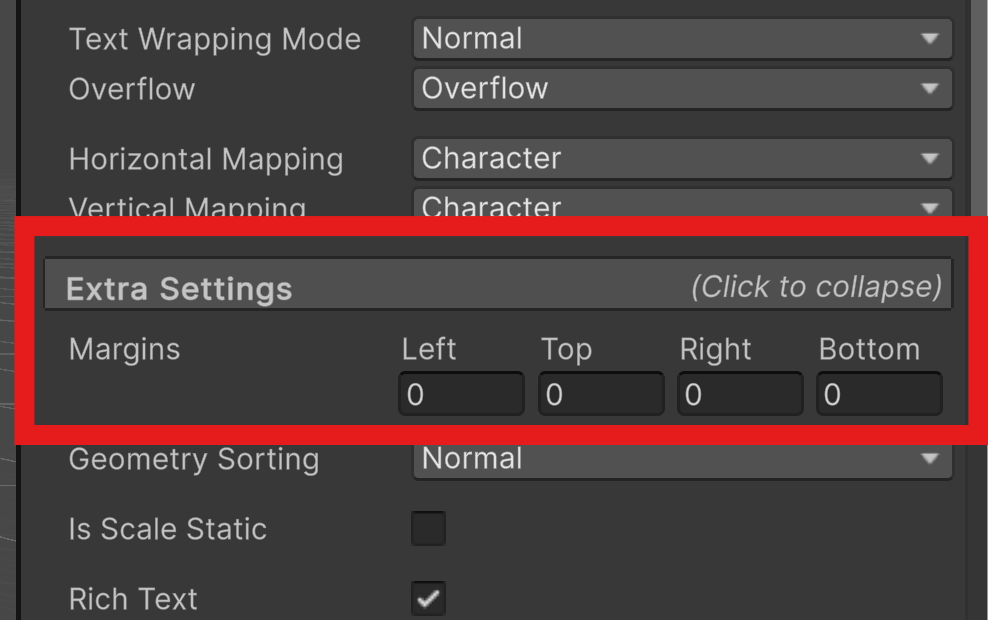 Text Wrapping Mode Normal
Overflow Overflow
Horizontal Mapping Character
Vertical Mapping Character
Extra Settings (Click to collapse)
Margins Left Top Right Bottom
0 0 0 0
Geometry Sorting Normal
Is Scale Static
Rich Text